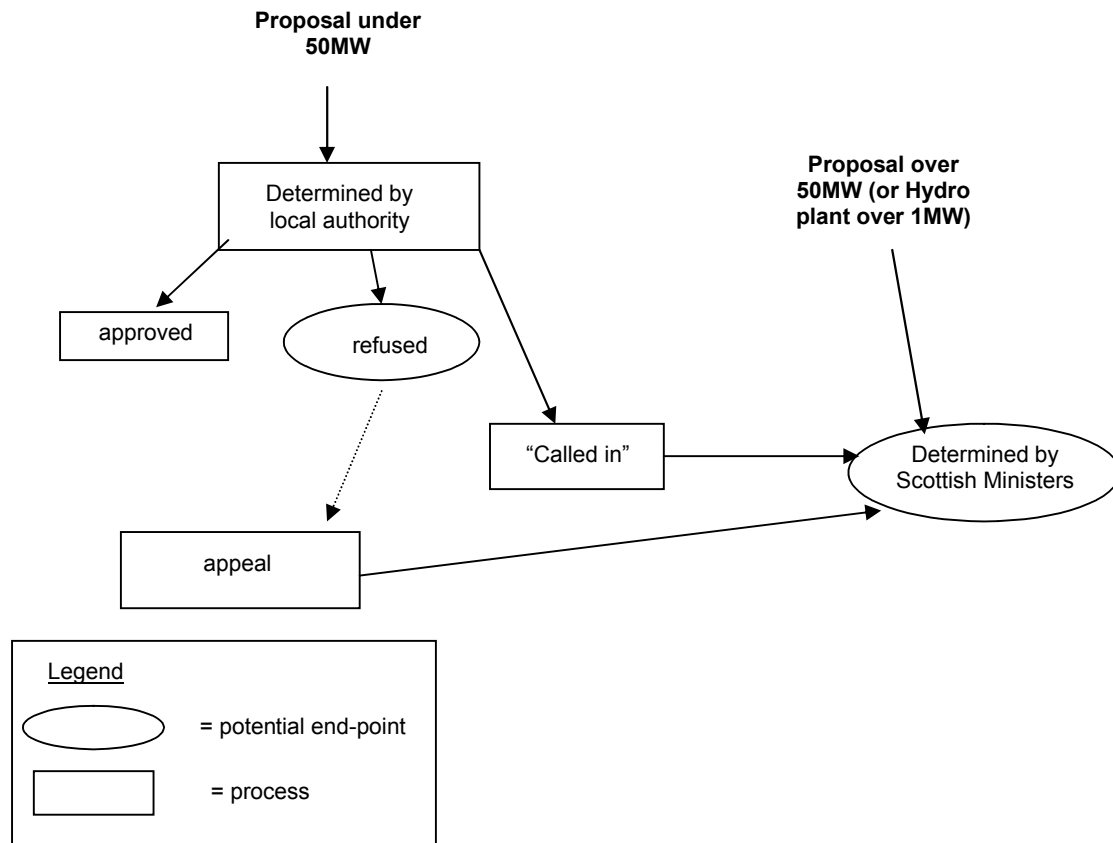 Proposal under
50MW
Determined by
local authority
Proposal over
50MW (or Hydro
plant over 1MW)
approved
refused
“Called in”
Determined by
Scottish Ministers
appeal
Legend
= potential end-point
= process